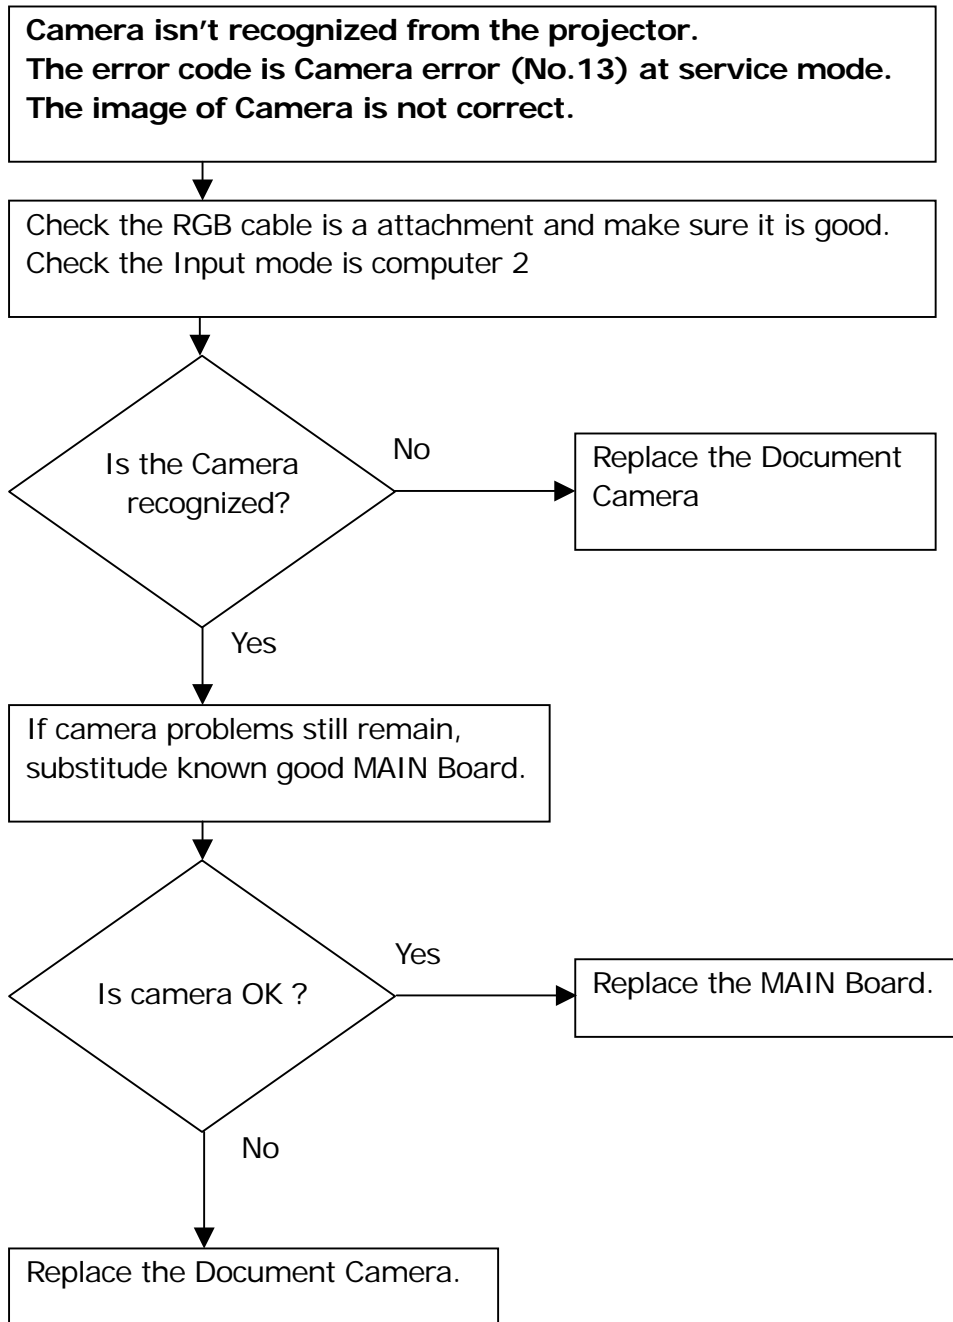 Camera isn't recognized from the projector.
The error code is Camera error (No.13) at service mode.
The image of Camera is not correct.
Check the RGB cable is a attachment and make sure it is good.
Check the Input mode is computer 2
Is the Camera
recognized?
No
Replace the Document
Camera
Yes
If camera problems still remain,
substitude known good MAIN Board.
Is camera OK ?
Yes
Replace the MAIN Board.
No
Replace the Document Camera.